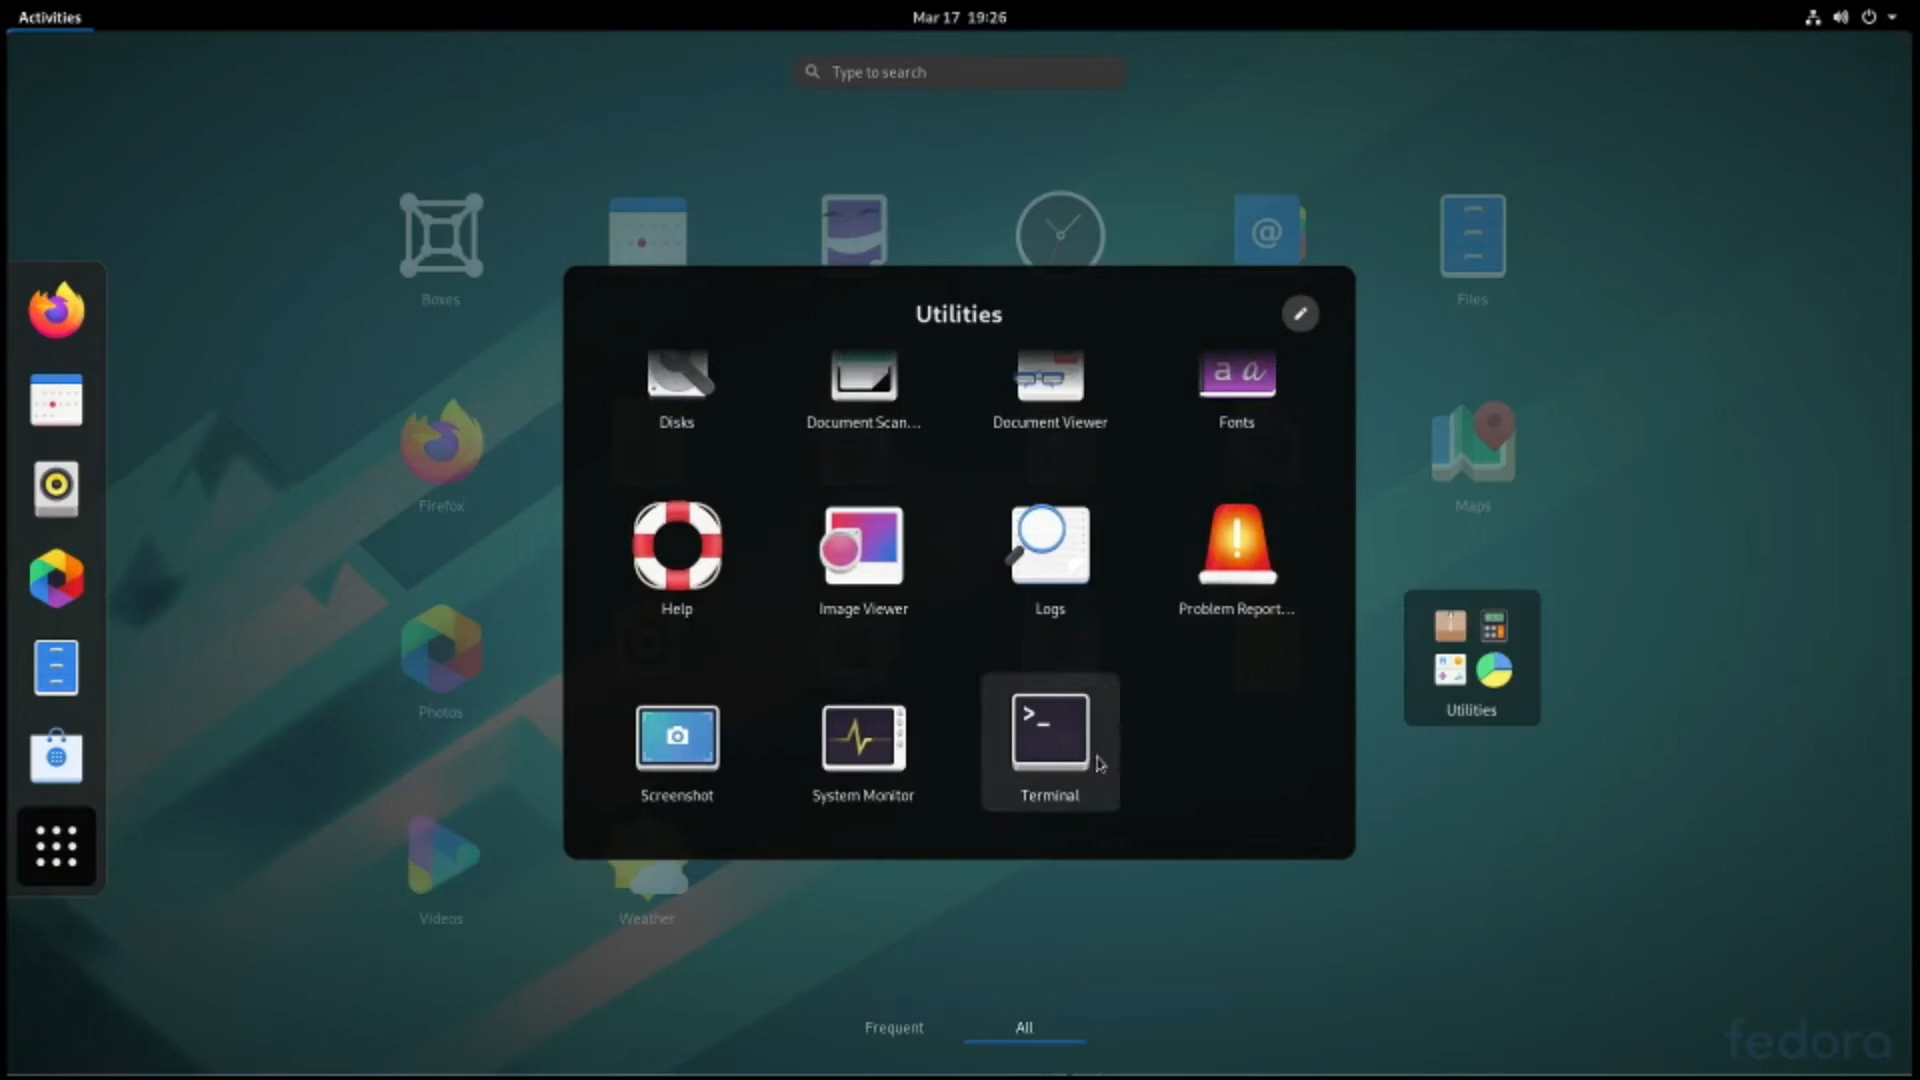 Activities
Mar 17 19:26
Type to search
Boxes
Files
Utilities
Disks
Document Scan...
Document Viewer
Fonts
Firefox
Maps
Help
Image Viewer
Logs
Problem Report...
Photos
Utilities
Screenshot
System Monitor
Terminal
Videos
Weather
Frequent
All
fedora